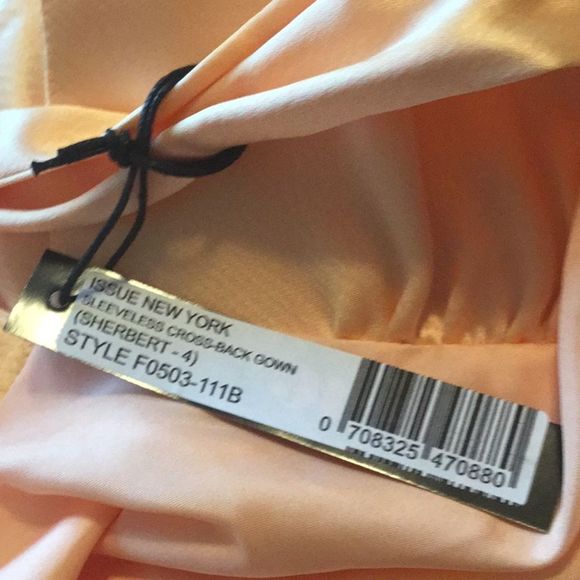 ISSUE NEW YORK
SLEEVELESS CROSS-BACK GOWN
(SHERBERT - 4)
STYLE F0503-111B
0 708325 470880